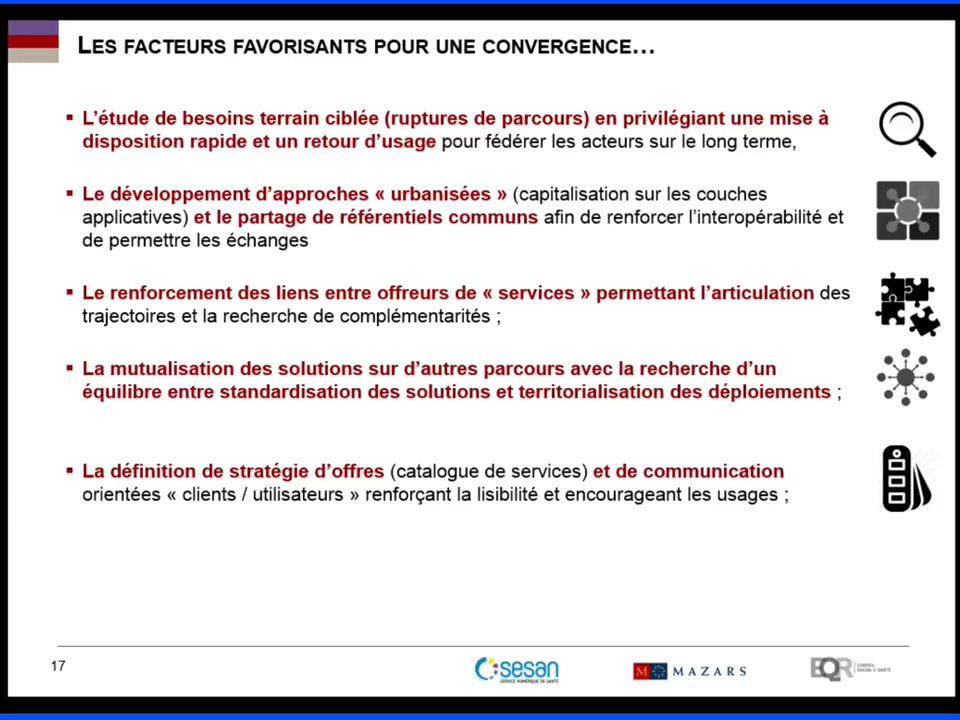 LES FACTEURS FAVORISANTS POUR UNE CONVERGENCE…
▪ L’étude de besoins terrain ciblée (ruptures de parcours) en privilégiant une mise à
disposition rapide et un retour d’usage pour fédérer les acteurs sur le long terme,
▪ Le développement d’approches « urbanisées » (capitalisation sur les couches
applicatives) et le partage de référentiels communs afin de renforcer l’interopérabilité et
de permettre les échanges
▪ Le renforcement des liens entre offreurs de « services » permettant l’articulation des
trajectoires et la recherche de complémentarités ;
▪ La mutualisation des solutions sur d’autres parcours avec la recherche d’un
équilibre entre standardisation des solutions et territorialisation des déploiements ;
▪ La définition de stratégie d’offres (catalogue de services) et de communication
orientées « clients / utilisateurs » renforçant la lisibilité et encourageant les usages ;
17
sesan
SERVICE NUMÉRIQUE DE SANTÉ
M MAZARS
EQR CONSEIL
SOCIAL & SANTÉ